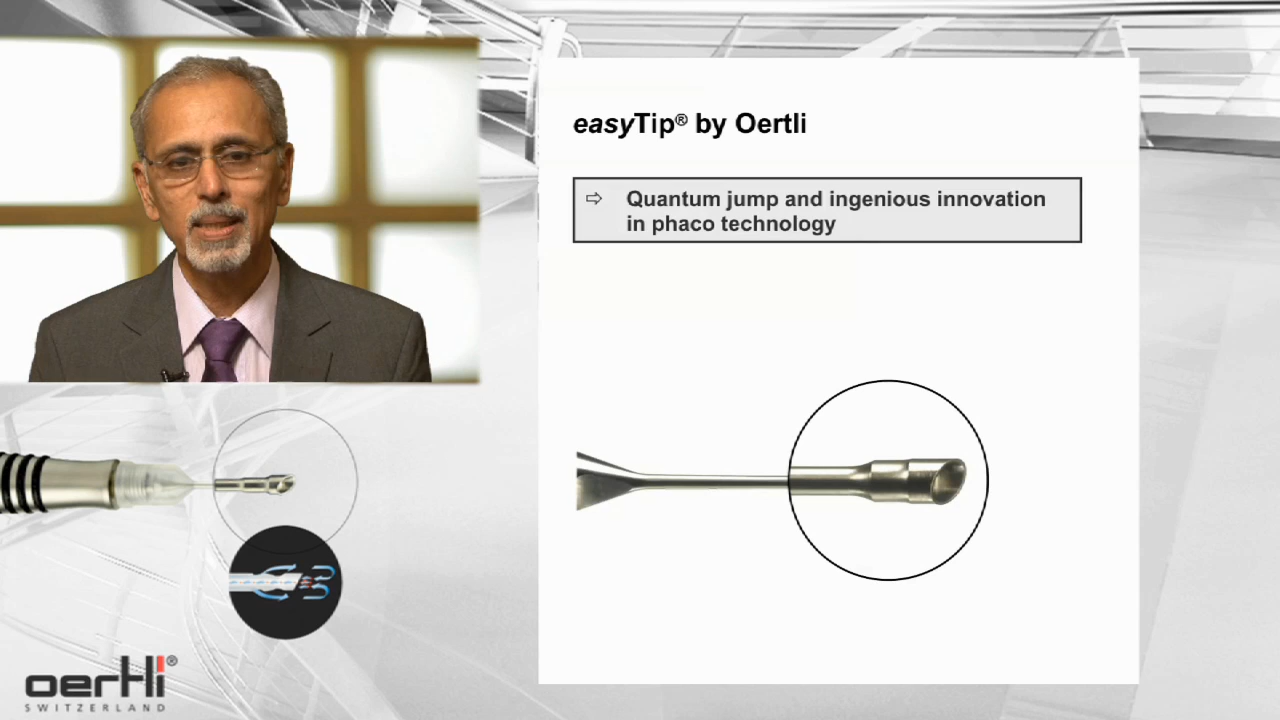 easyTip® by Oertli
⇨ Quantum jump and ingenious innovation
in phaco technology
oertli®
SWITZERLAND